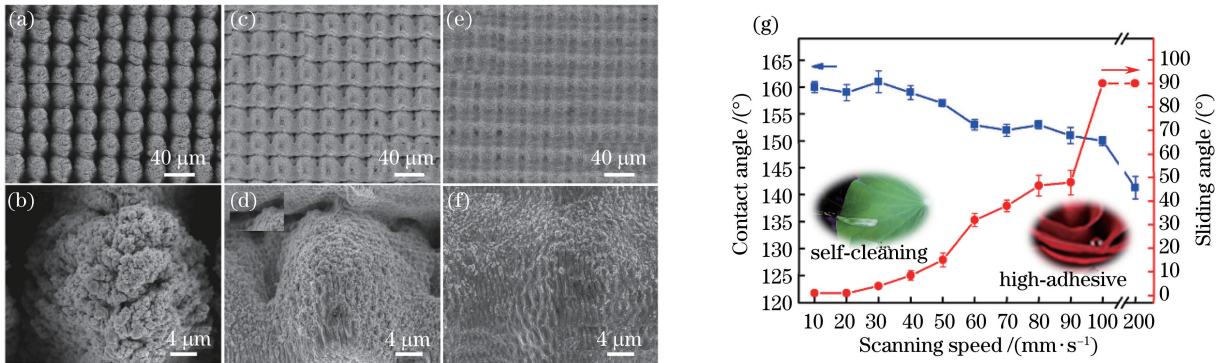 (a)
40 μm
(c)
40 μm
(e)
40 μm
(b)
4 μm
(d)
4 μm
(f)
4 μm
(g)
Contact angle /(°)
165
160
155
150
145
140
135
130
125
120
100
90
80
70
60
50
40
30
20
10
0
Sliding angle /(°)
self-cleaning
high-adhesive
10 20 30 40 50 60 70 80 90 100 200
Scanning speed /(mm·s⁻¹)